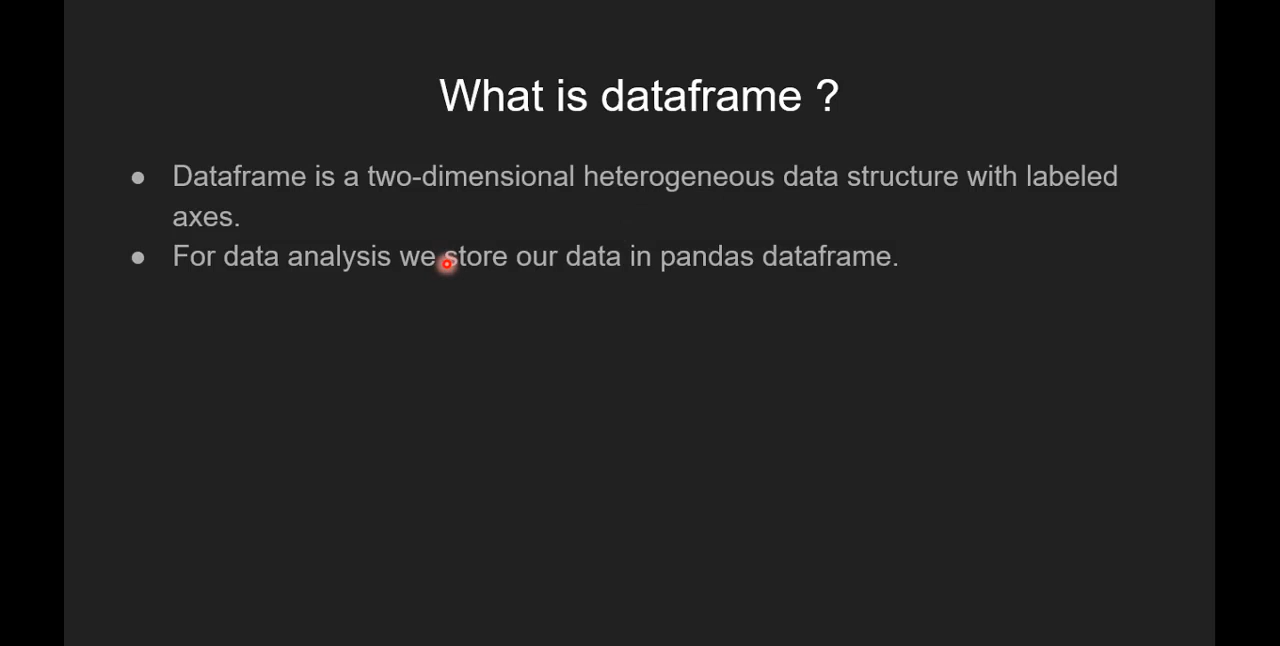 What is dataframe ?
● Dataframe is a two-dimensional heterogeneous data structure with labeled
axes.
● For data analysis we store our data in pandas dataframe.